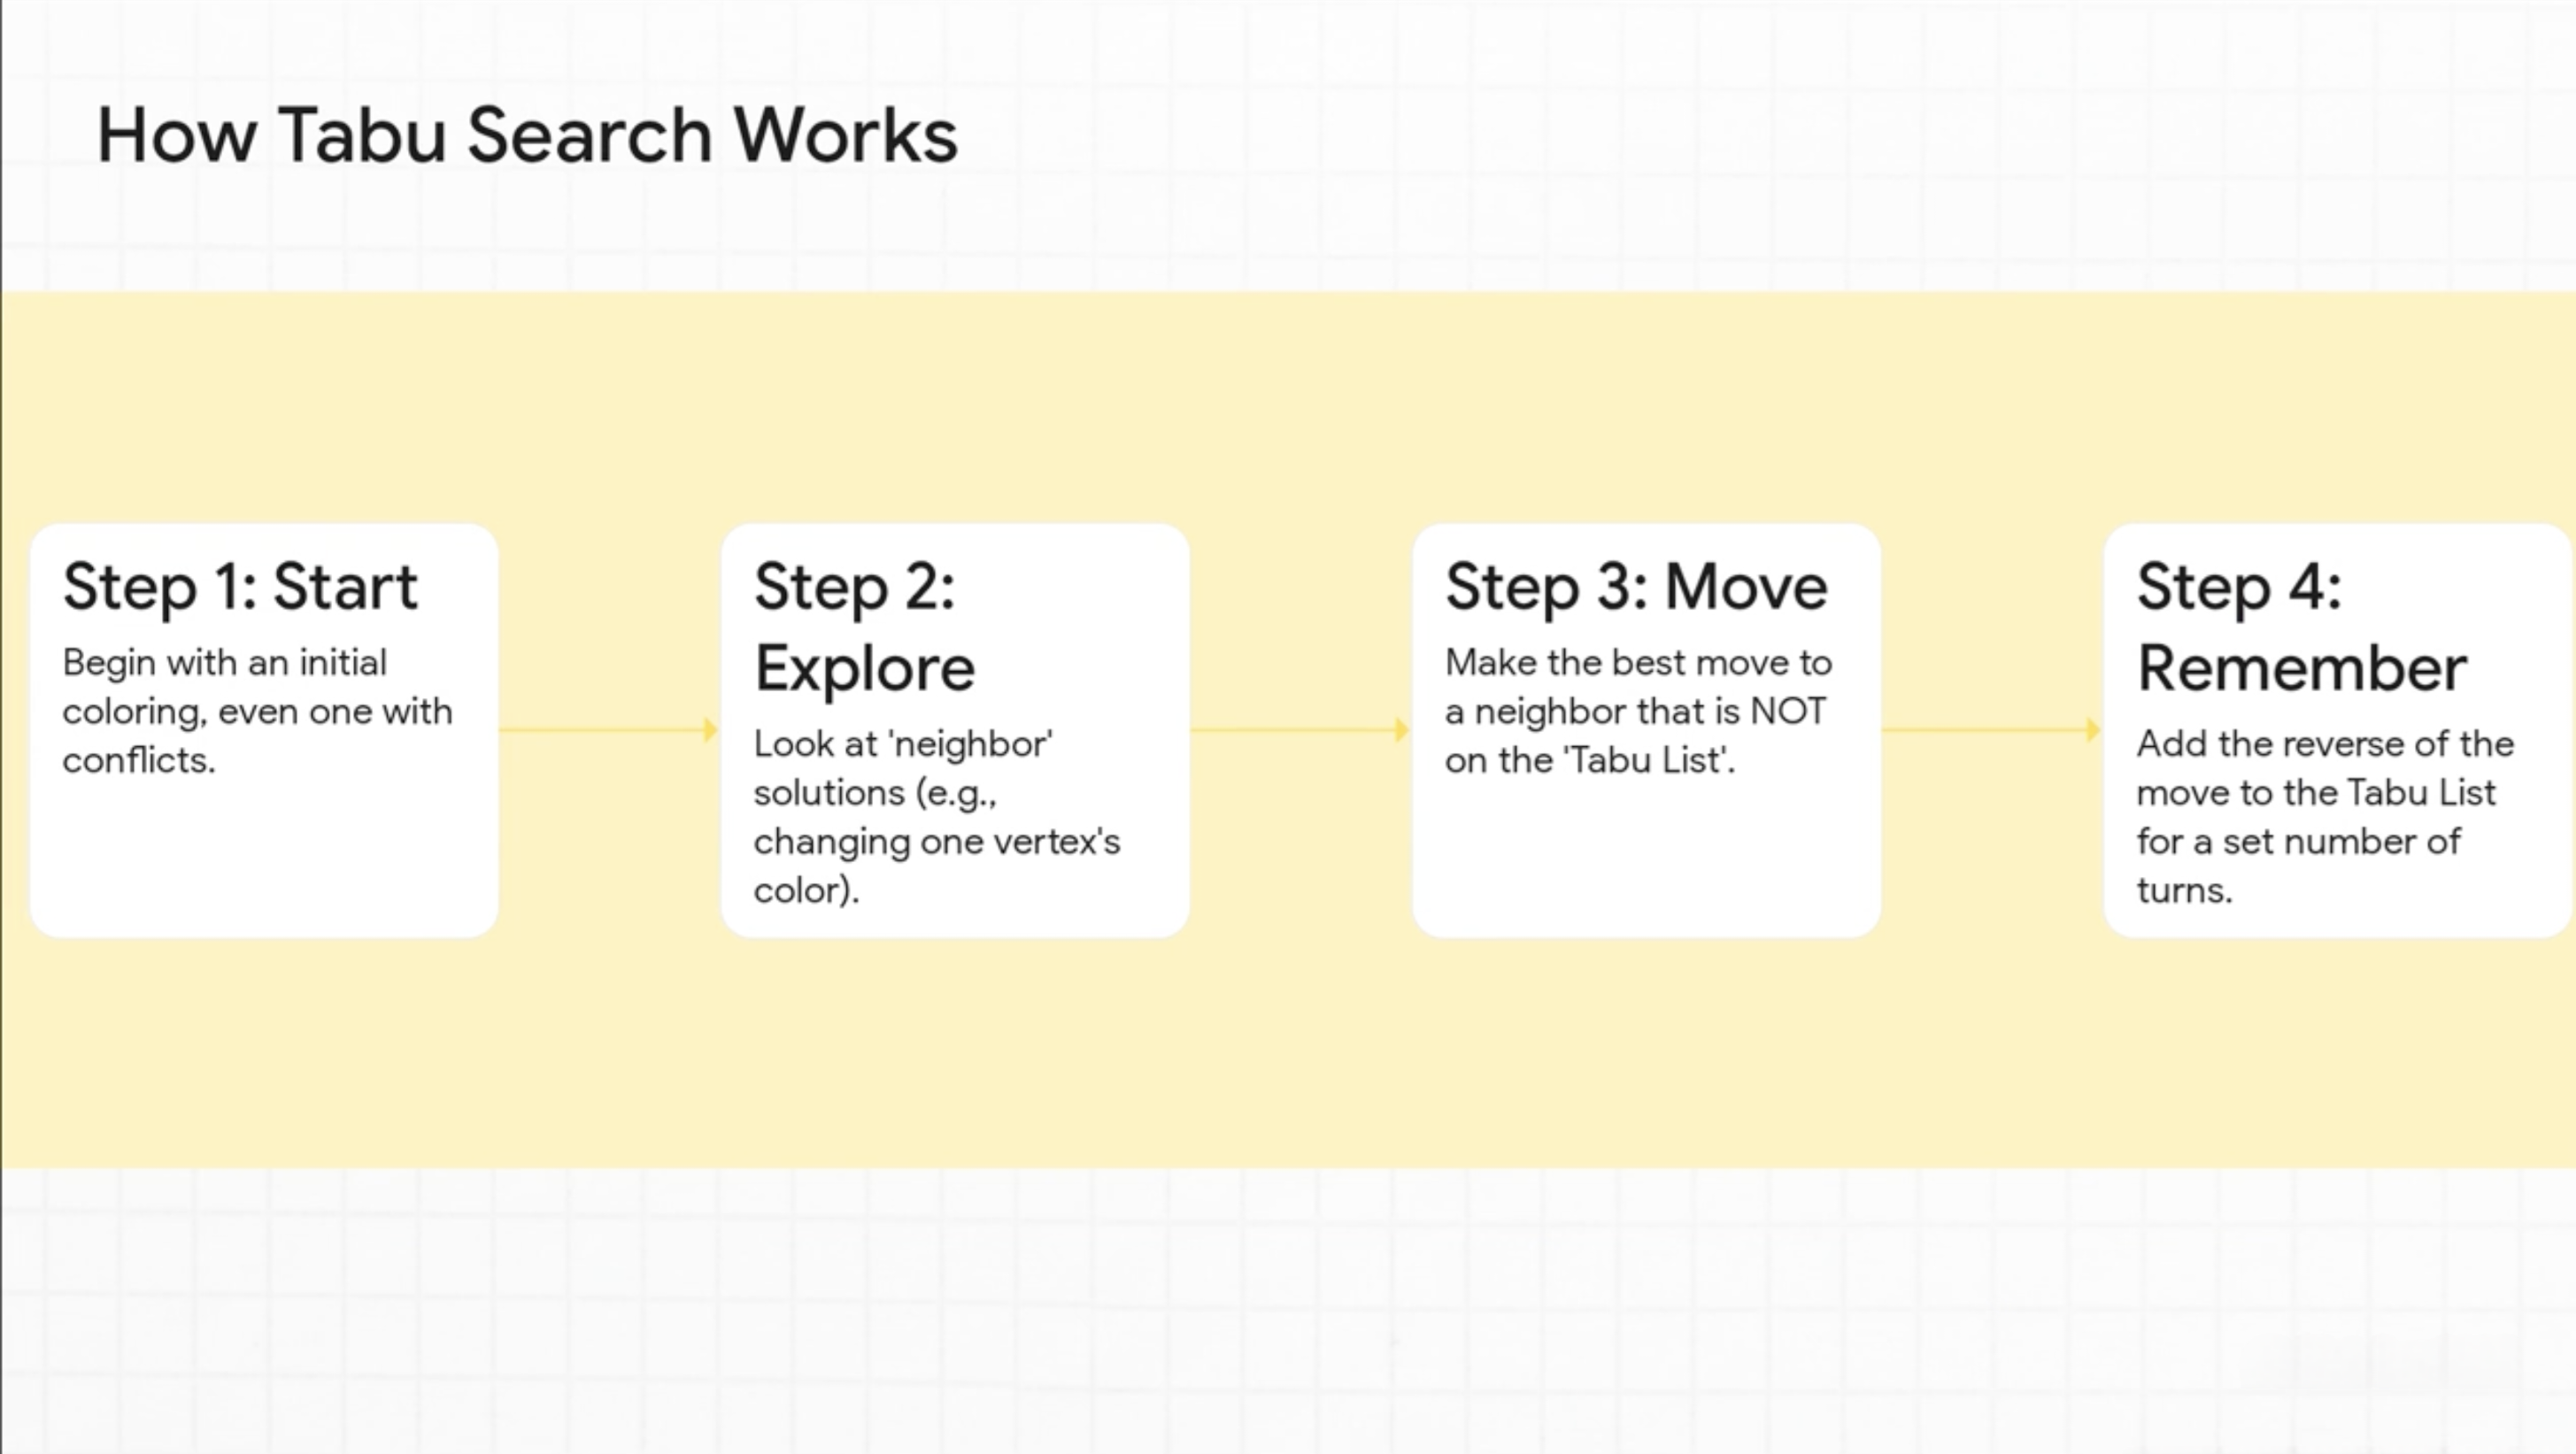 How Tabu Search Works
Step 1: Start
Begin with an initial
coloring, even one with
conflicts.
Step 2:
Explore
Look at 'neighbor'
solutions (e.g.,
changing one vertex's
color).
Step 3: Move
Make the best move to
a neighbor that is NOT
on the 'Tabu List'.
Step 4:
Remember
Add the reverse of the
move to the Tabu List
for a set number of
turns.